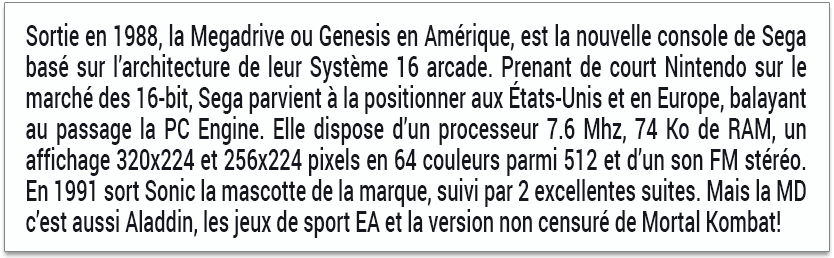 Sortie en 1988, la Megadrive ou Genesis en Amérique, est la nouvelle console de Sega
basé sur l'architecture de leur Système 16 arcade. Prenant de court Nintendo sur le
marché des 16-bit, Sega parvient à la positionner aux États-Unis et en Europe, balayant
au passage la PC Engine. Elle dispose d'un processeur 7.6 Mhz, 74 Ko de RAM, un
affichage 320x224 et 256x224 pixels en 64 couleurs parmi 512 et d'un son FM stéréo.
En 1991 sort Sonic la mascotte de la marque, suivi par 2 excellentes suites. Mais la MD
c'est aussi Aladdin, les jeux de sport EA et la version non censuré de Mortal Kombat!